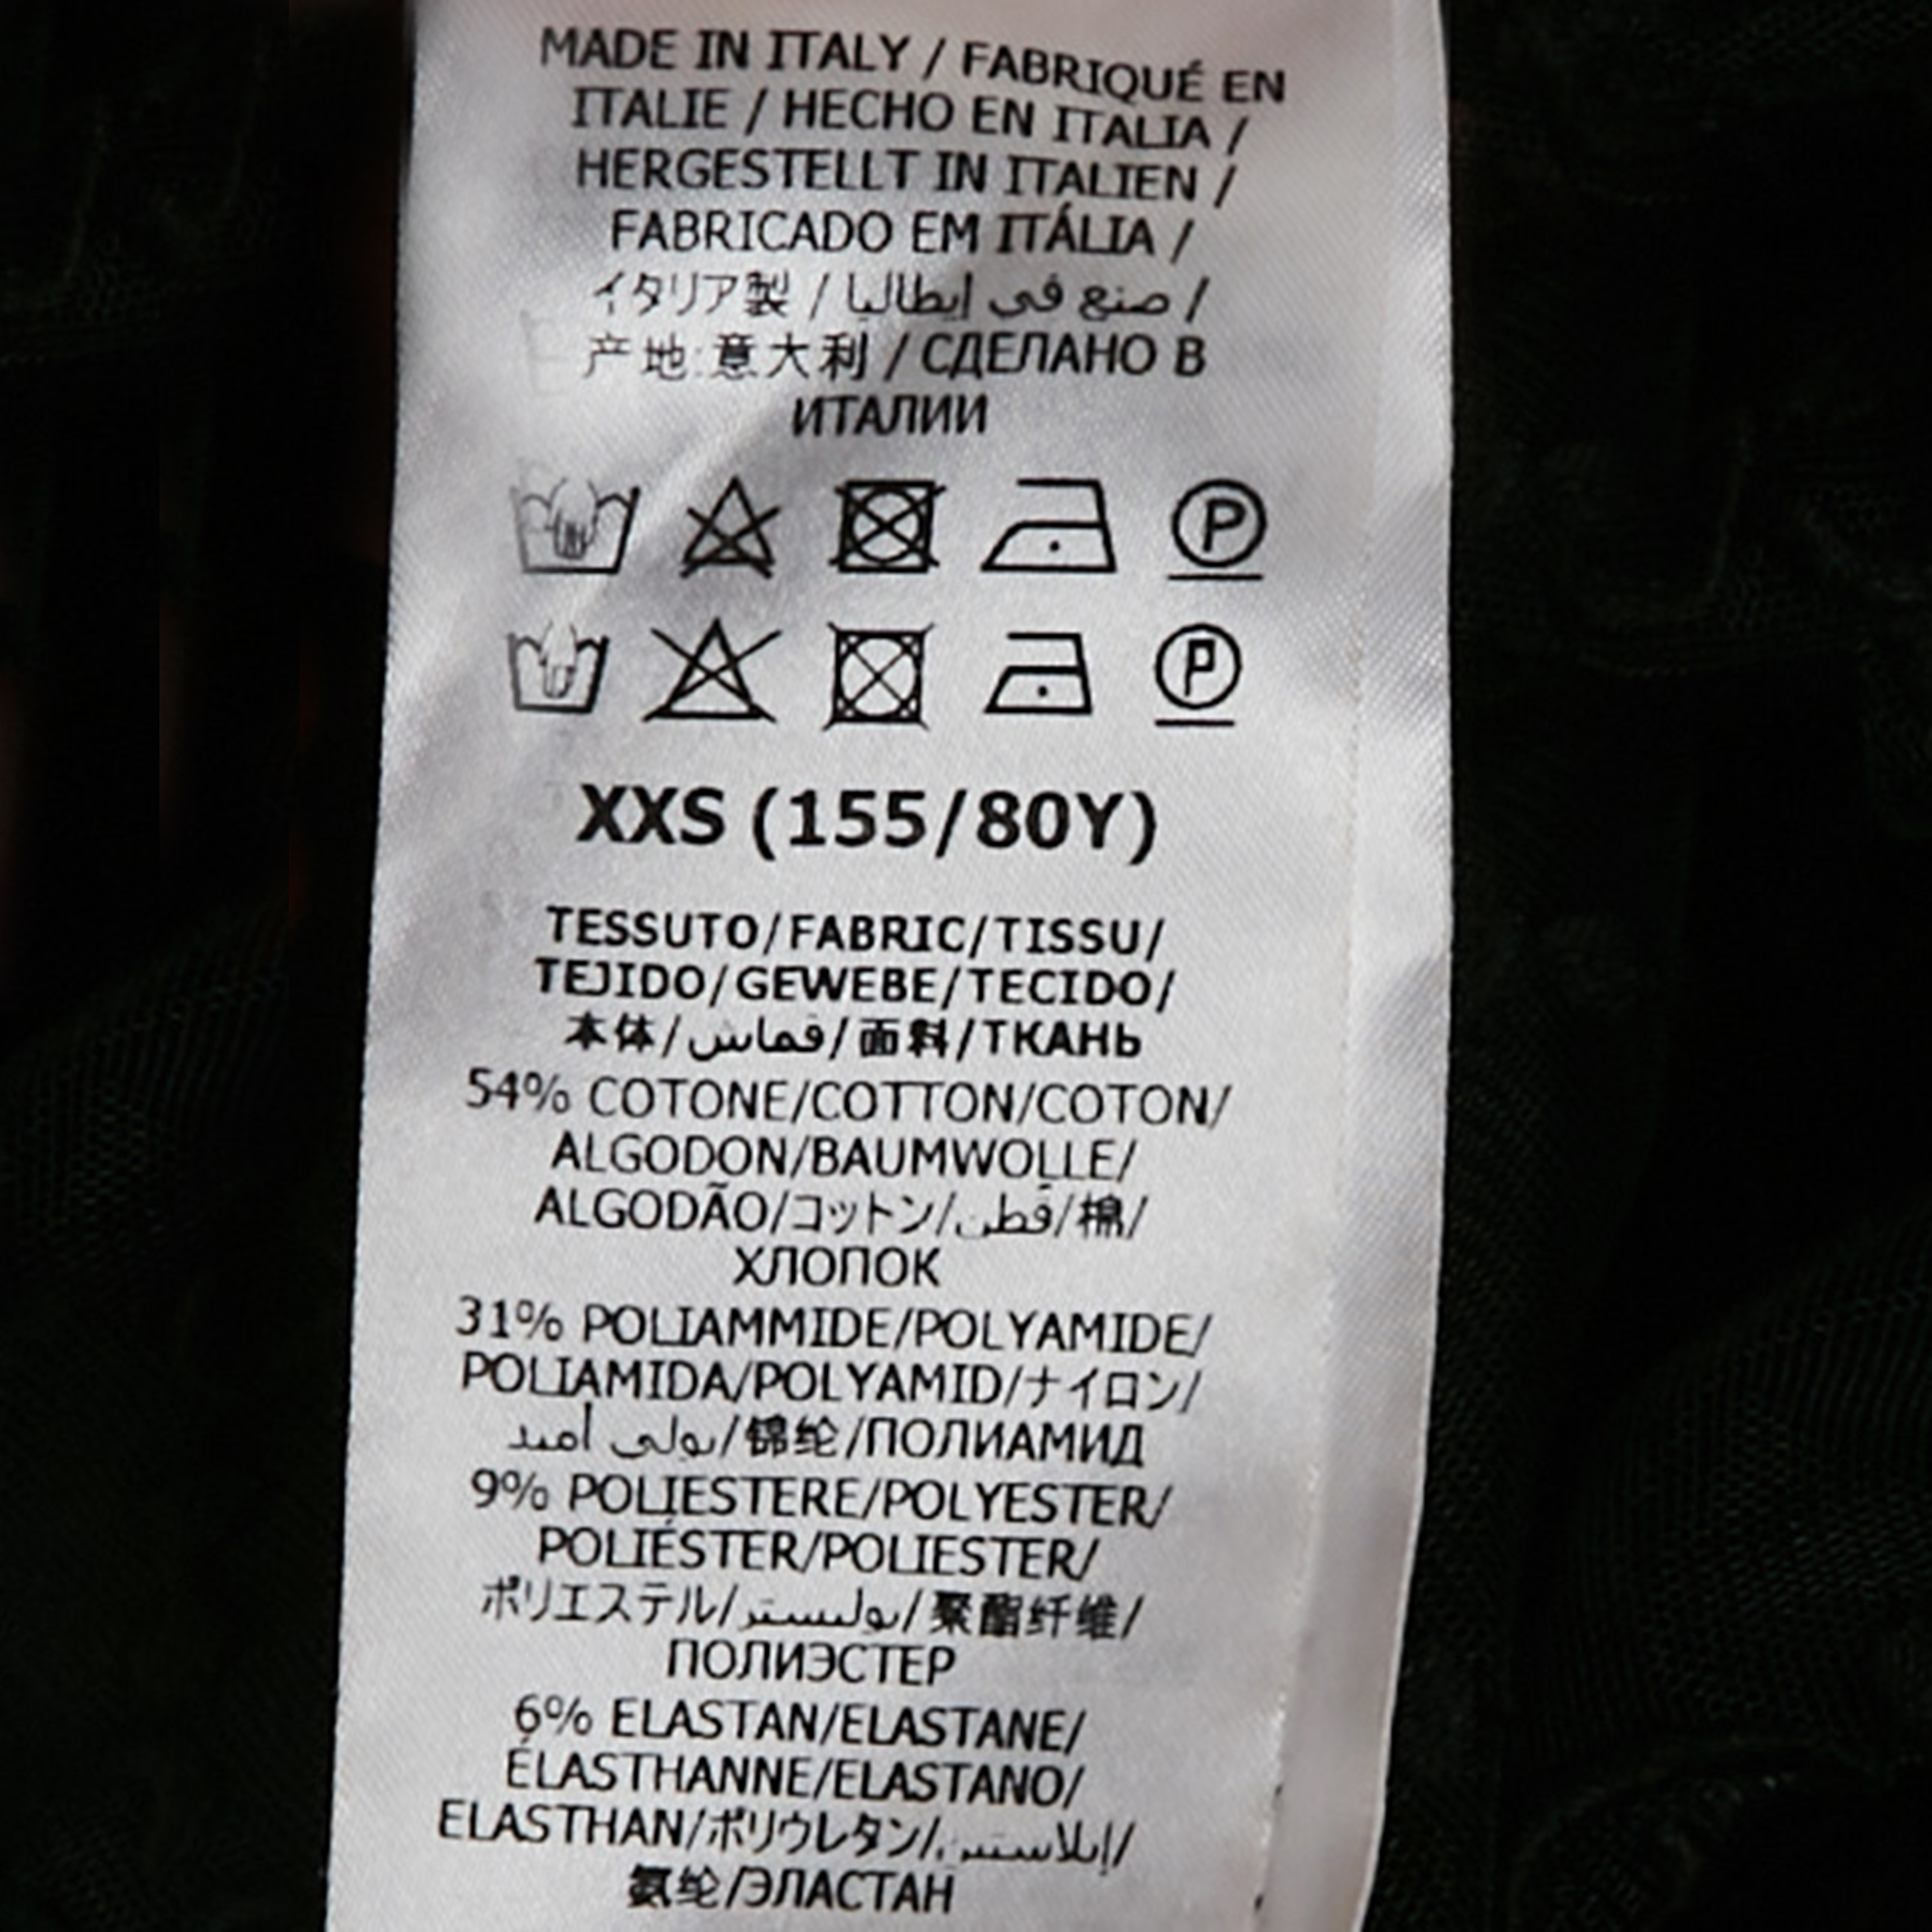 MADE IN ITALY / FABRIQUÉ EN
ITALIE / HECHO EN ITALIA /
HERGESTELLT IN ITALIEN /
FABRICADO EM ITÁLIA /
イタリア製 / صنع في إيطاليا /
产地:意大利 / СДЕЛАНО В
ИТАЛИИ
P
P
XXS (155/80Y)
TESSUTO/FABRIC/TISSU/
TEJIDO/GEWEBE/TECIDO/
本体/قماش/面料/ТКАНЬ
54% COTONE/COTTON/COTON/
ALGODON/BAUMWOLLE/
ALGODÃO/コットン/قطن/棉/
ХЛОПОК
31% POLIAMMIDE/POLYAMIDE/
POLIAMIDA/POLYAMID/ナイロン/
بولي أميد/锦纶/ПОЛИАМИД
9% POLIESTERE/POLYESTER/
POLIÉSTER/POLIESTER/
ポリエステル/بوليستر/聚酯纤维/
ПОЛИЭСТЕР
6% ELASTAN/ELASTANE/
ÉLASTHANNE/ELASTANO/
ELASTHAN/ポリウレタン/إيلاستين/
氨纶/ЭЛАСТАН